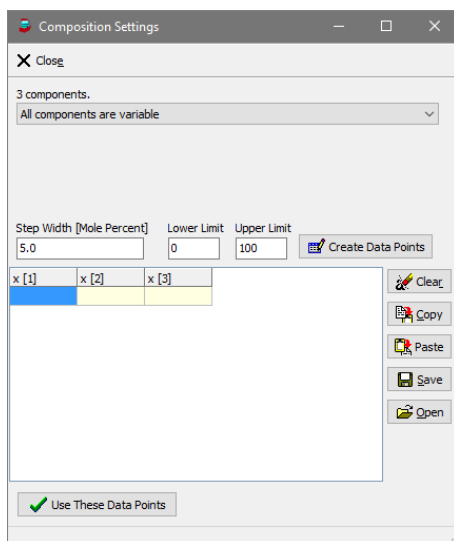 Composition Settings
Close
3 components.
All components are variable
Step Width [Mole Percent] Lower Limit Upper Limit
5.0 0 100 Create Data Points
x [1] x [2] x [3]
Clear
Copy
Paste
Save
Open
Use These Data Points